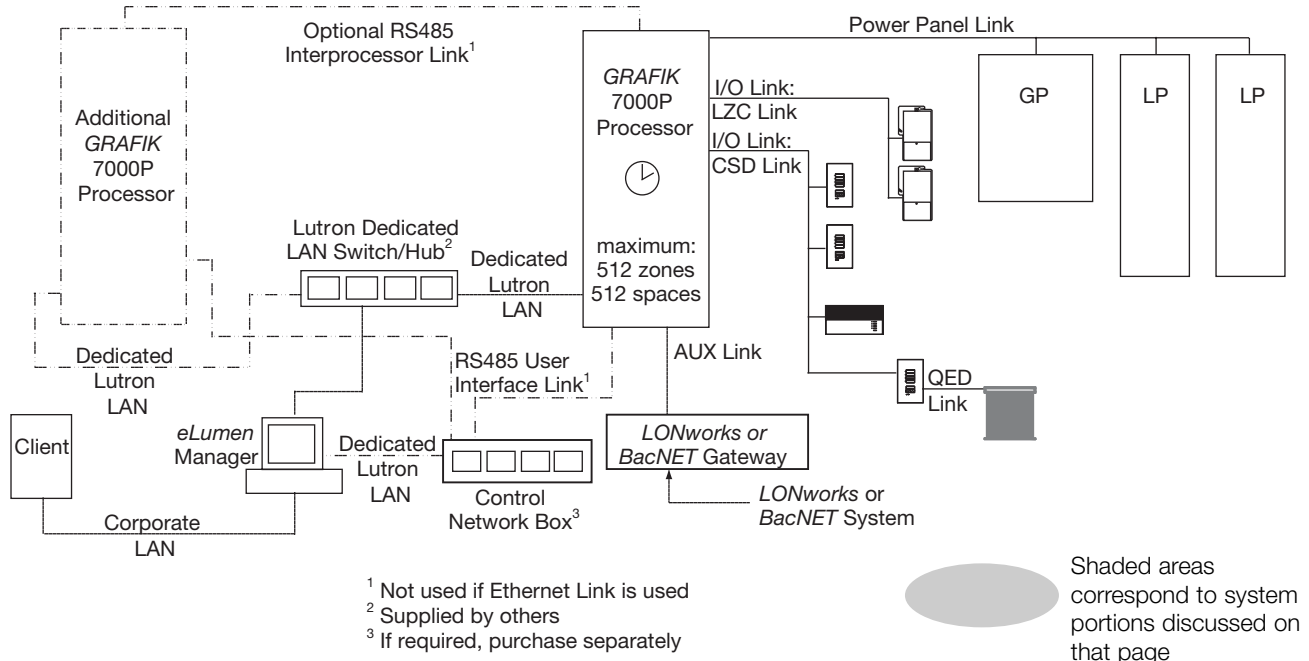 Optional RS485
Interprocessor Link¹
Power Panel Link
Additional
GRAFIK
7000P
Processor
GRAFIK
7000P
Processor
maximum:
512 zones
512 spaces
I/O Link:
LZC Link
I/O Link:
CSD Link
GP
LP
LP
Lutron Dedicated
LAN Switch/Hub²
Dedicated
Lutron
LAN
Dedicated
Lutron
LAN
RS485 User
Interface Link¹
AUX Link
QED
Link
Client
eLumen
Manager
Dedicated
Lutron
LAN
Control
Network Box³
LONworks or
BacNET Gateway
LONworks or
BacNET System
Corporate
LAN
¹ Not used if Ethernet Link is used
² Supplied by others
³ If required, purchase separately
Shaded areas
correspond to system
portions discussed on
that page